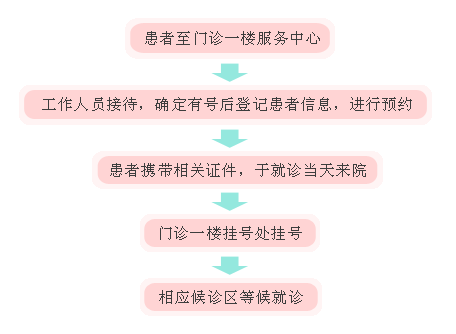 患者至门诊一楼服务中心
工作人员接待，确定有号后登记患者信息，进行预约
患者携带相关证件，于就诊当天来院
门诊一楼挂号处挂号
相应候诊区等候就诊